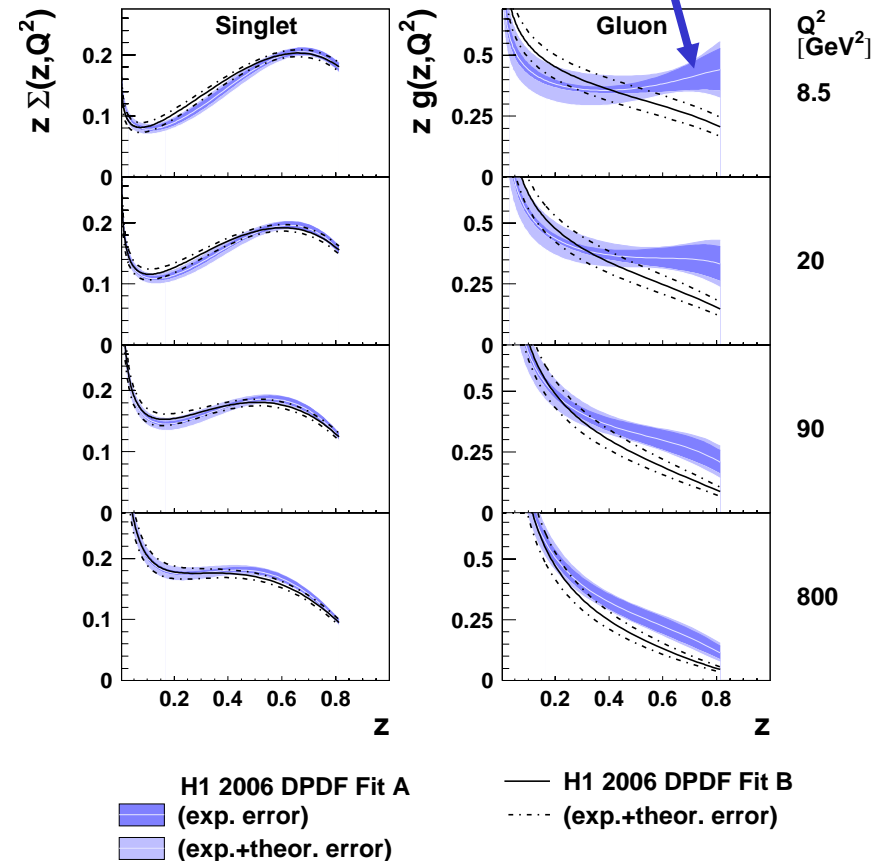 z Σ(z,Q²)
Singlet
0.2
0.1
0
0.2
0.1
0
0.2
0.1
0
0.2
0.1
0
0.2 0.4 0.6 0.8 1
z
z g(z,Q²)
Gluon
0.5
0.25
0
0.5
0.25
0
0.5
0.25
0
0.5
0.25
0
0.2 0.4 0.6 0.8 1
z
Q²
[GeV²]
8.5
20
90
800
H1 2006 DPDF Fit A
(exp. error)
(exp.+theor. error)
H1 2006 DPDF Fit B
(exp.+theor. error)